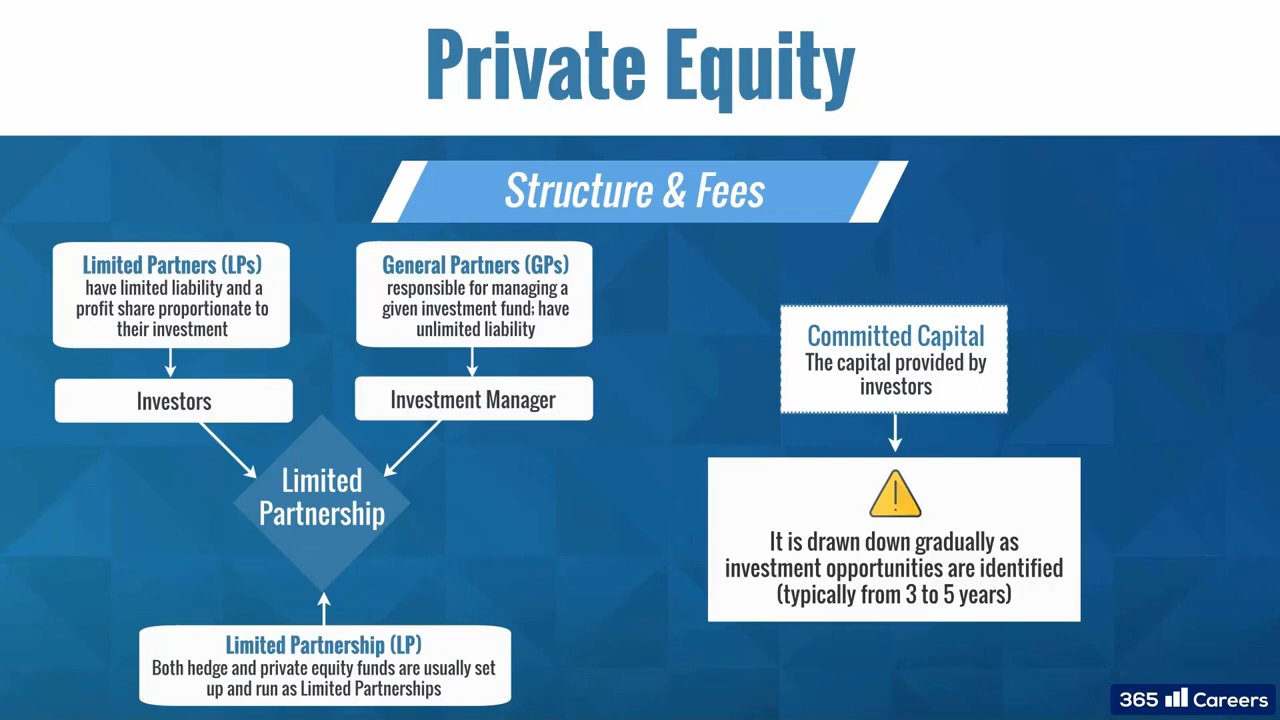 Private Equity
Structure & Fees
Limited Partners (LPs)
have limited liability and a
profit share proportionate to
their investment
General Partners (GPs)
responsible for managing a
given investment fund; have
unlimited liability
Investors
Investment Manager
Limited
Partnership
Limited Partnership (LP)
Both hedge and private equity funds are usually set
up and run as Limited Partnerships
Committed Capital
The capital provided by
investors
It is drawn down gradually as
investment opportunities are identified
(typically from 3 to 5 years)
365 Careers